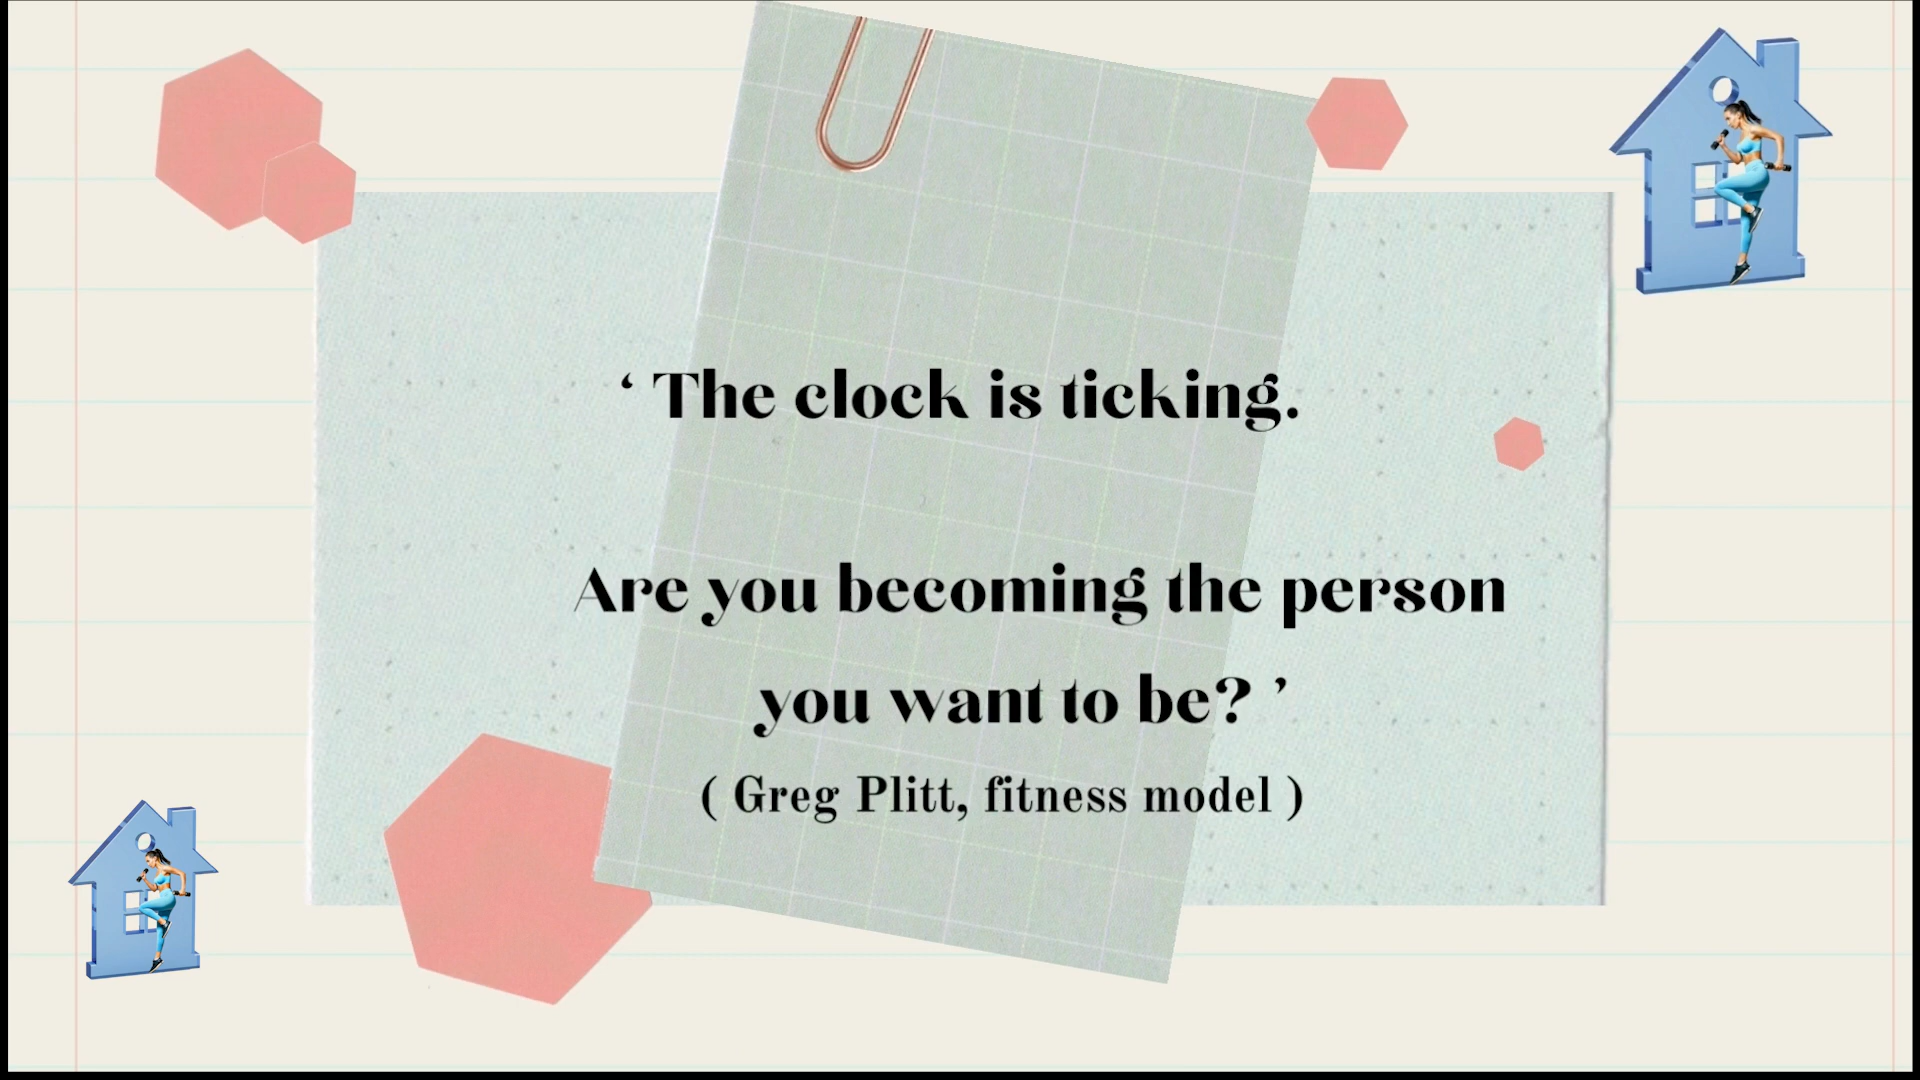 ‘ The clock is ticking.
Are you becoming the person
you want to be? ’
( Greg Plitt, fitness model )